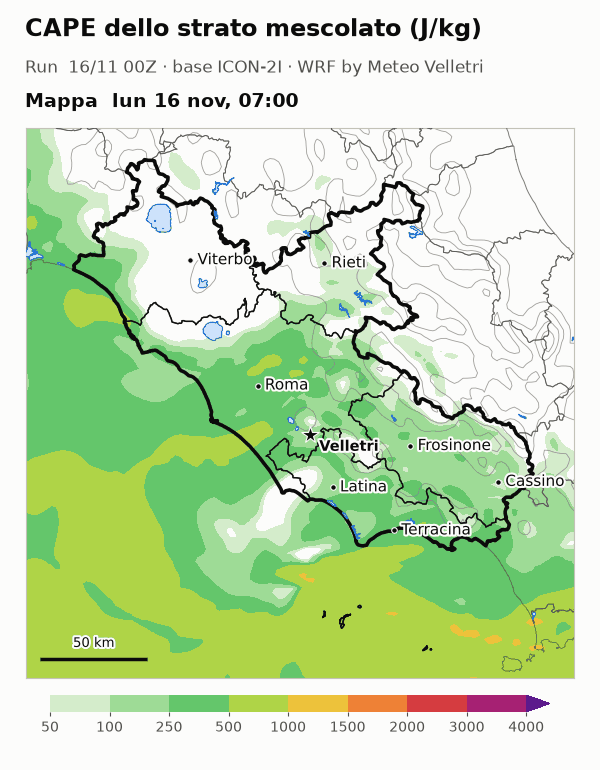 CAPE dello strato mescolato (J/kg)
Run 16/11 00Z · base ICON-2I · WRF by Meteo Velletri
Mappa lun 16 nov, 07:00
Viterbo
Rieti
Roma
Velletri
Frosinone
Cassino
Latina
Terracina
50 km
50 100 250 500 1000 1500 2000 3000 4000